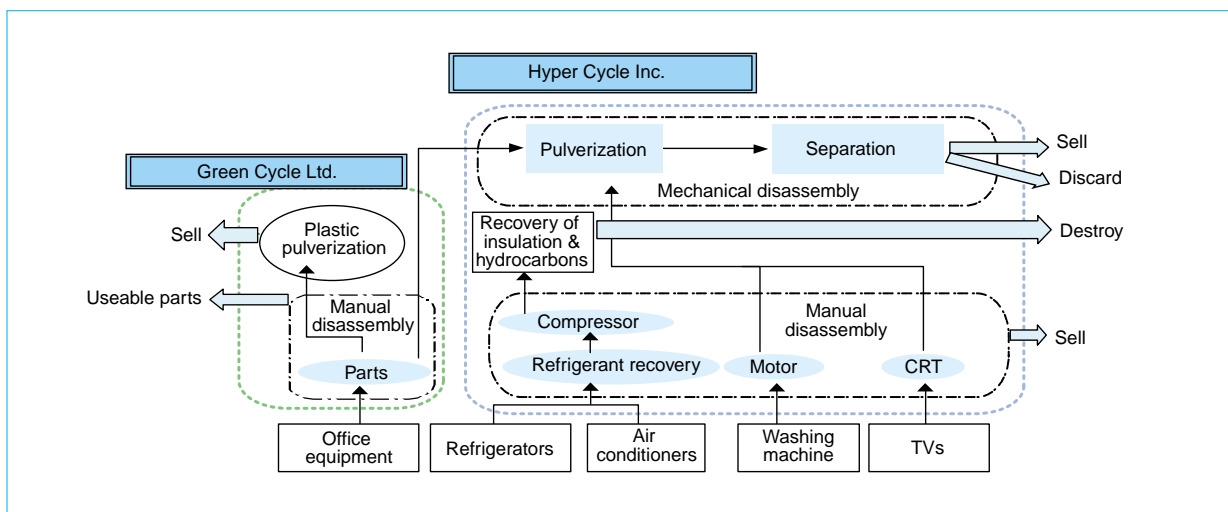 Hyper Cycle Inc.
Green Cycle Ltd.
Pulverization
Separation
Mechanical disassembly
Sell
Discard
Plastic
pulverization
Sell
Recovery of
insulation &
hydrocarbons
Destroy
Useable parts
Manual
disassembly
Parts
Compressor
Manual
disassembly
Sell
Refrigerant recovery
Motor
CRT
Office
equipment
Refrigerators
Air
conditioners
Washing
machine
TVs